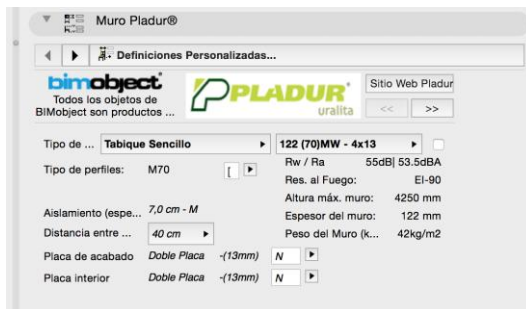 Muro Pladur®
Definiciones Personalizadas...
bimobject®
Todos los objetos de
BIMobject son productos ...
PPLADUR®
uralita
Sitio Web Pladur
<< >>
Tipo de ... Tabique Sencillo 122 (70)MW - 4x13
Tipo de perfiles: M70 [
Rw / Ra 55dB| 53.5dBA
Res. al Fuego: EI-90
Altura máx. muro: 4250 mm
Aislamiento (espe... 7,0 cm - M
Espesor del muro: 122 mm
Distancia entre ... 40 cm
Peso del Muro (k... 42kg/m2
Placa de acabado Doble Placa -(13mm) N
Placa interior Doble Placa -(13mm) N